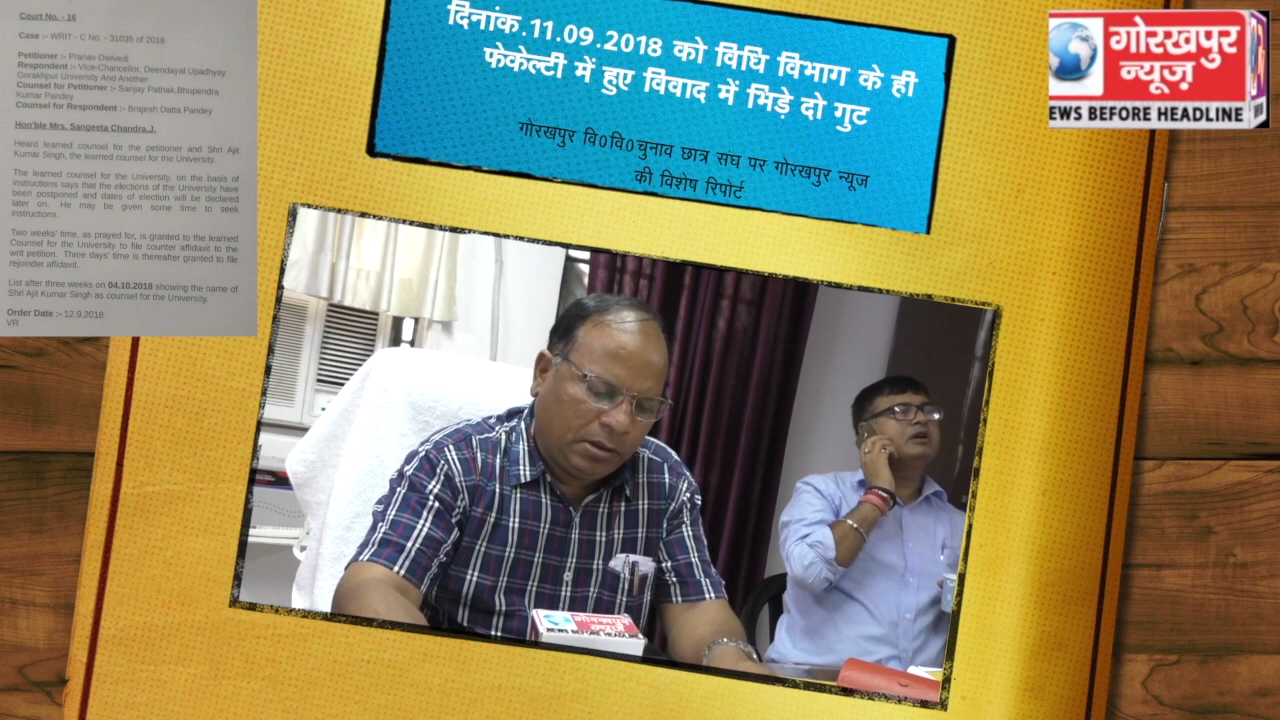 Court No. - 16
Case :- WRIT - C No. - 31035 of 2018
Petitioner :- Pranav Dwivedi
Respondent :- Vice-Chancellor, Deendayal Upadhyay
Gorakhpur University And Another
Counsel for Petitioner :- Sanjay Pathak,Bhupendra
Kumar Pandey
Counsel for Respondent :- Brajesh Datta Pandey
Hon'ble Mrs. Sangeeta Chandra,J.
Heard learned counsel for the petitioner and Shri Ajit
Kumar Singh, the learned counsel for the University.
The learned counsel for the University, on the basis of
instructions says that the elections of the University have
been postponed and dates of election will be declared
later on. He may be given some time to seek
instructions.
Two weeks' time, as prayed for, is granted to the learned
Counsel for the University to file counter affidavit to the
writ petition. Three days' time is thereafter granted to file
rejoinder affidavit.
List after three weeks on 04.10.2018 showing the name of
Shri Ajit Kumar Singh as counsel for the University.
Order Date :- 12.9.2018
VR
दिनांक.11.09.2018 को विधि विभाग के ही
फेकेल्टी में हुए विवाद में भिड़े दो गुट
गोरखपुर वि0वि0चुनाव छात्र संघ पर गोरखपुर न्यूज
की विशेष रिपोर्ट
गोरखपुर
न्यूज़
EWS BEFORE HEADLINE
NEWS BEFORE HEADLINE